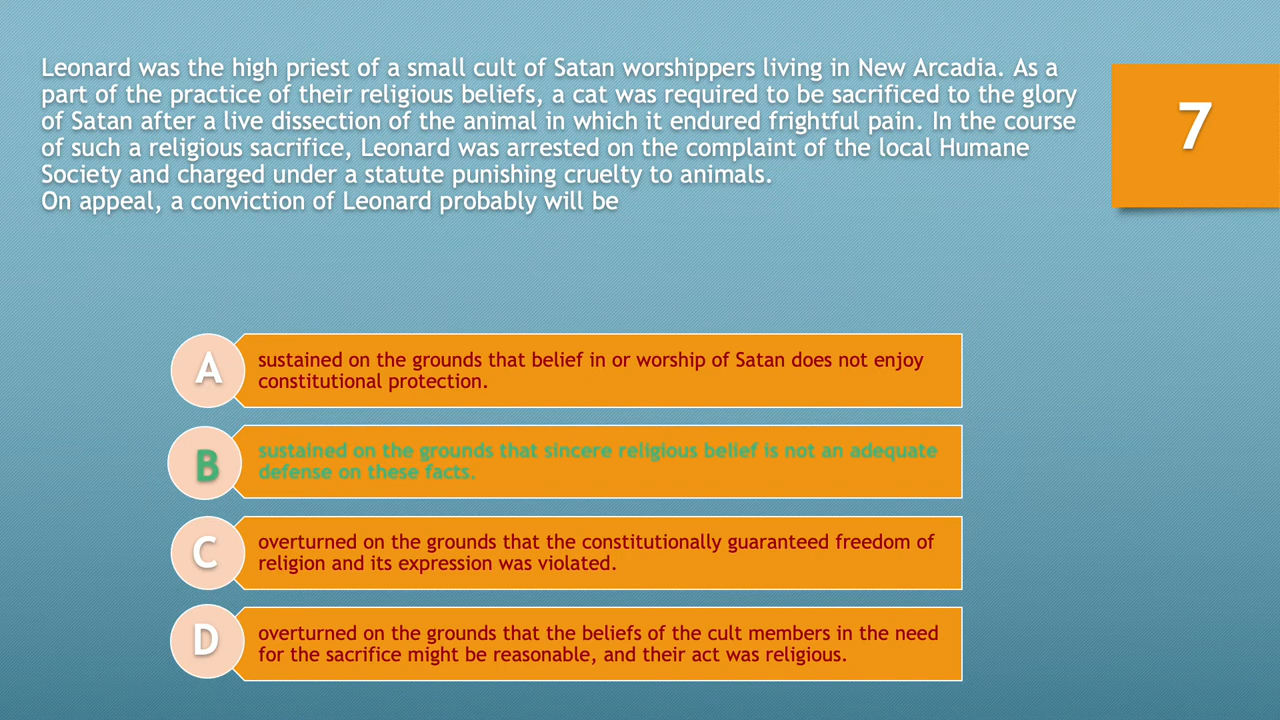 Leonard was the high priest of a small cult of Satan worshippers living in New Arcadia. As a
part of the practice of their religious beliefs, a cat was required to be sacrificed to the glory
of Satan after a live dissection of the animal in which it endured frightful pain. In the course
of such a religious sacrifice, Leonard was arrested on the complaint of the local Humane
Society and charged under a statute punishing cruelty to animals.
On appeal, a conviction of Leonard probably will be
7
A
sustained on the grounds that belief in or worship of Satan does not enjoy
constitutional protection.
B
sustained on the grounds that sincere religious belief is not an adequate
defense on these facts.
C
overturned on the grounds that the constitutionally guaranteed freedom of
religion and its expression was violated.
D
overturned on the grounds that the beliefs of the cult members in the need
for the sacrifice might be reasonable, and their act was religious.